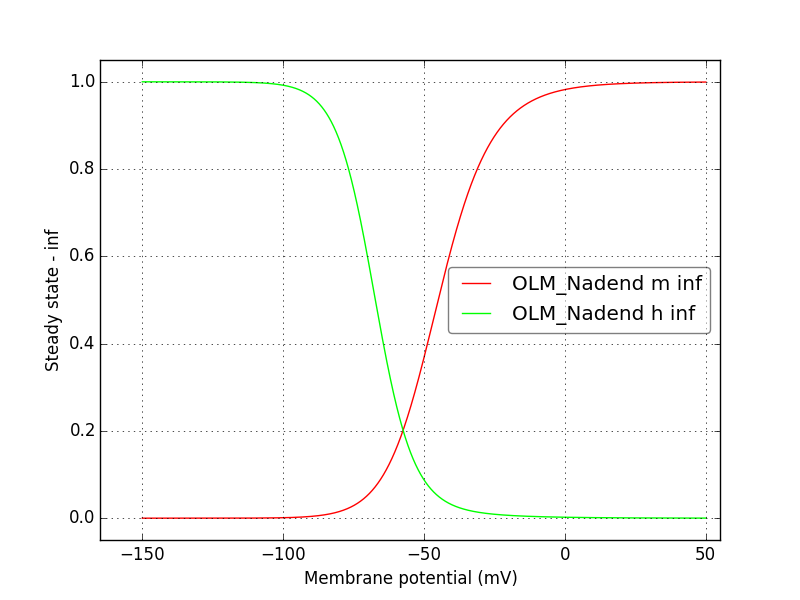 1.0
0.8
0.6
0.4
0.2
0.0
Steady state - inf
OLM_Nadend m inf
OLM_Nadend h inf
−150
−100
−50
0
50
Membrane potential (mV)